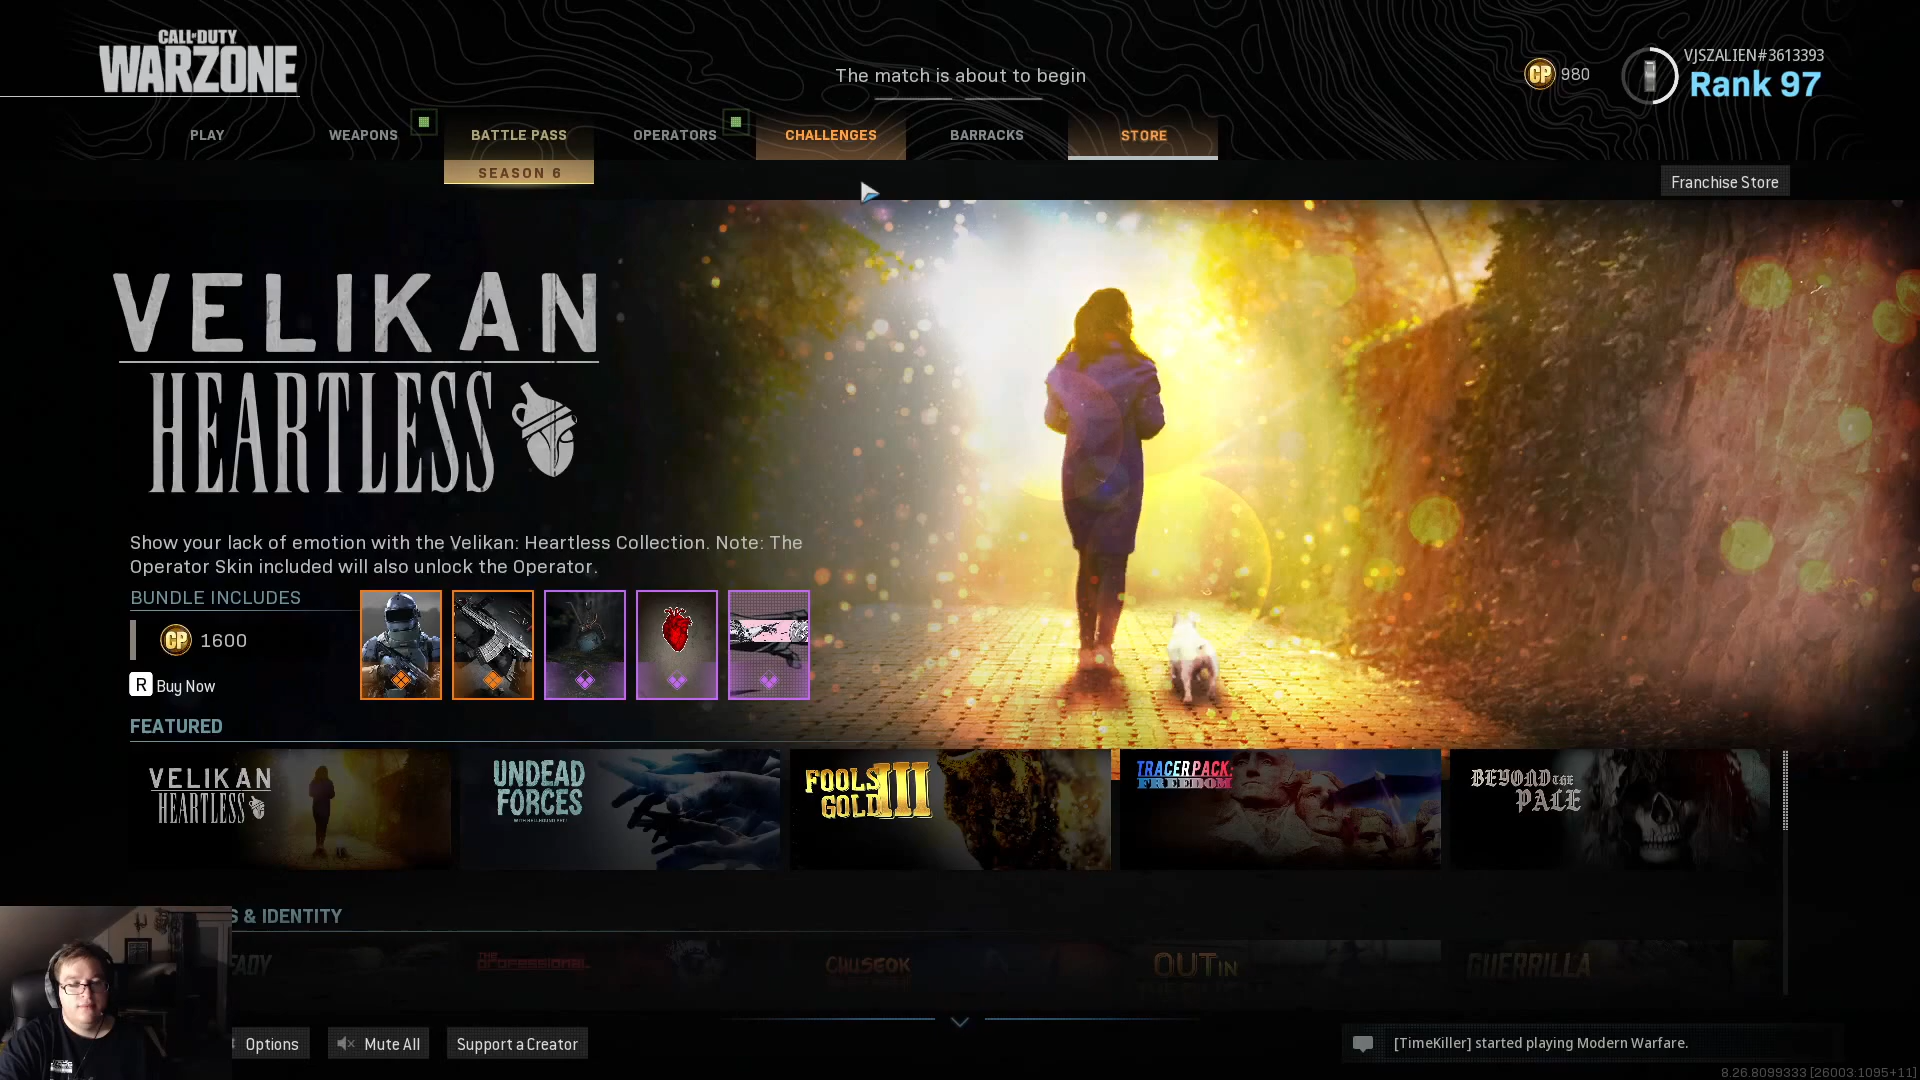 CALL OF DUTY
WARZONE
The match is about to begin
CP 980
VJSZALIEN#3613393
Rank 97
PLAY
WEAPONS
BATTLE PASS
OPERATORS
CHALLENGES
BARRACKS
STORE
SEASON 6
Franchise Store
VELIKAN
HEARTLESS
Show your lack of emotion with the Velikan: Heartless Collection. Note: The
Operator Skin included will also unlock the Operator.
BUNDLE INCLUDES
CP 1600
R Buy Now
FEATURED
VELIKAN
HEARTLESS
UNDEAD
FORCES
FOOLS
GOLD III
TRACER PACK:
FREEDOM
BEYOND THE
PALE
S & IDENTITY
EADY
THE
PROFESSIONAL
CHUSEOK
OUT IN
GUERRILLA
Options
Mute All
Support a Creator
[TimeKiller] started playing Modern Warfare.
8.26.8099333 [26003:1095+11]